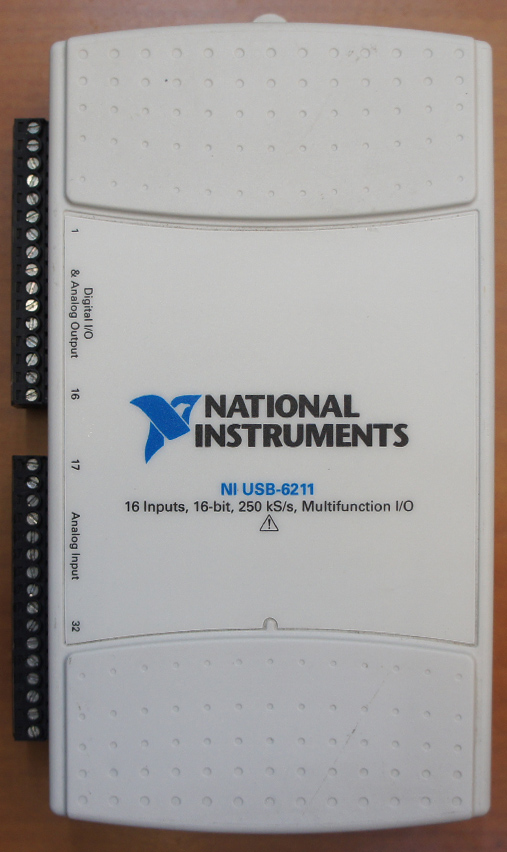 1
Digital I/O
& Analog Output
16
17
Analog Input
32
NATIONAL
INSTRUMENTS
NI USB-6211
16 Inputs, 16-bit, 250 kS/s, Multifunction I/O